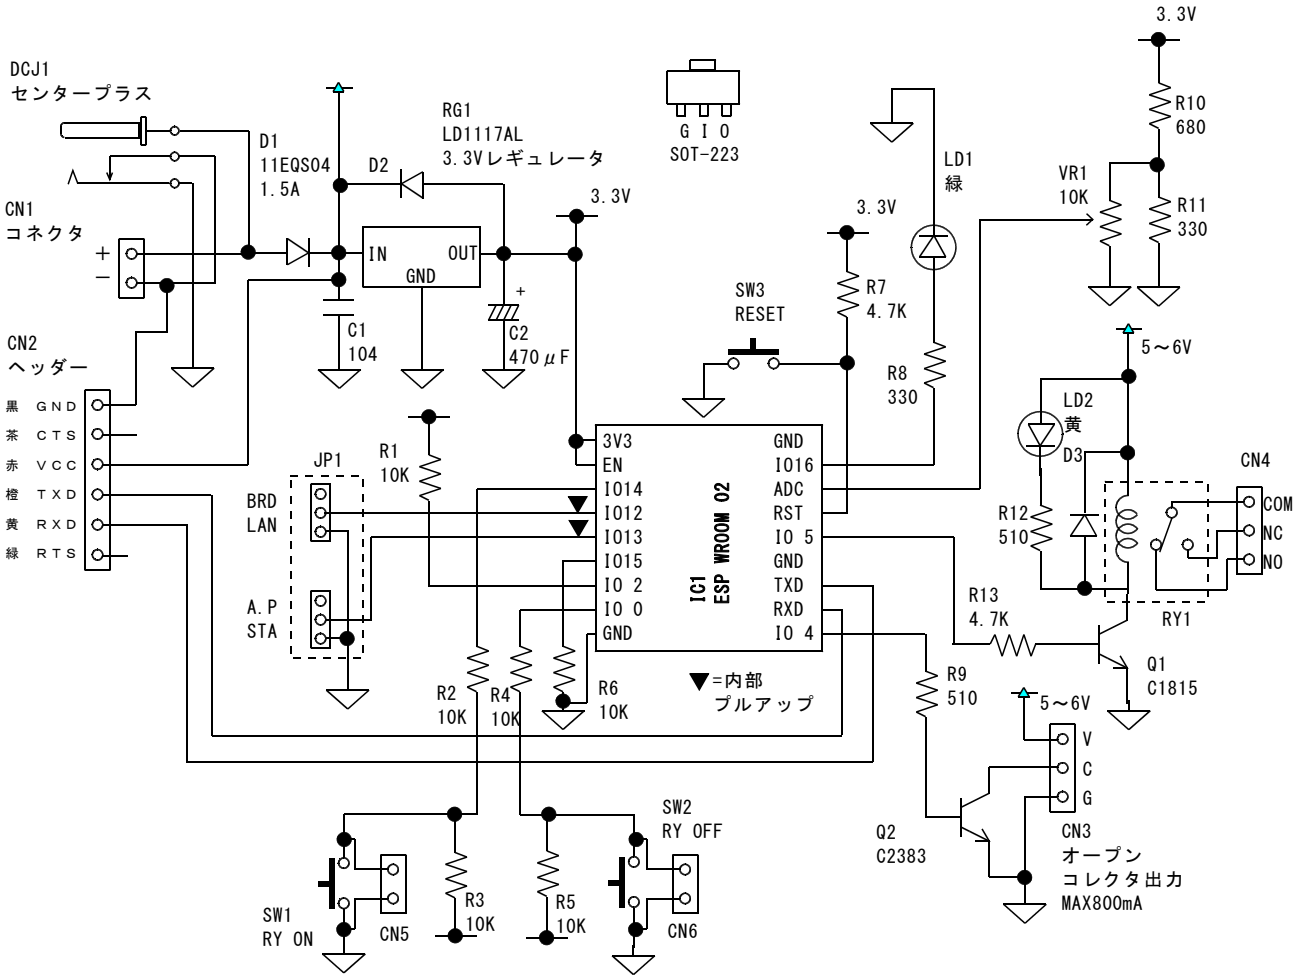 3.3V
DCJ1
センタープラス
R10
680
D1
11EQS04
1.5A
D2
RG1
LD1117AL
3.3Vレギュレータ
G I O
SOT-223
LD1
緑
VR1
10K
R11
330
CN1
コネクタ
+
−
IN
OUT
GND
3.3V
3.3V
+
C1
104
C2
470μF
SW3
RESET
R7
4.7K
R8
330
5～6V
CN2
ヘッダー
黒 GND
茶 CTS
赤 VCC
橙 TXD
黄 RXD
緑 RTS
JP1
BRD
LAN
A.P
STA
R1
10K
3V3
EN
IO14
IO12
IO13
IO15
IO 2
IO 0
GND
IC1
ESP WROOM 02
GND
IO16
ADC
RST
IO 5
GND
TXD
RXD
IO 4
LD2
黄
D3
R12
510
CN4
COM
NC
NO
RY1
R13
4.7K
Q1
C1815
R2
10K
R4
10K
R6
10K
▼=内部
プルアップ
R9
510
5～6V
V
C
G
CN3
オープン
コレクタ出力
MAX800mA
Q2
C2383
SW2
RY OFF
SW1
RY ON
CN5
R3
10K
R5
10K
CN6